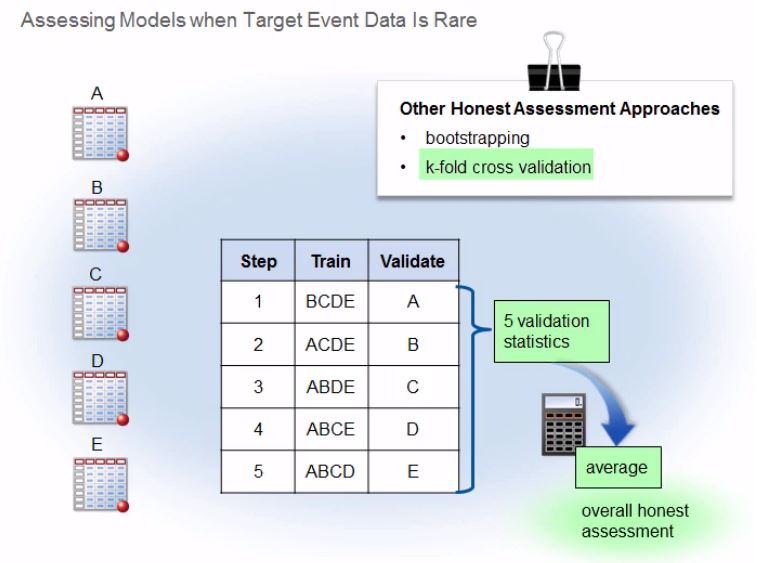 Assessing Models when Target Event Data Is Rare
A
B
C
D
E
Other Honest Assessment Approaches
• bootstrapping
• k-fold cross validation
Step Train Validate
1 BCDE A
2 ACDE B
3 ABDE C
4 ABCE D
5 ABCD E
5 validation
statistics
0.
average
overall honest
assessment